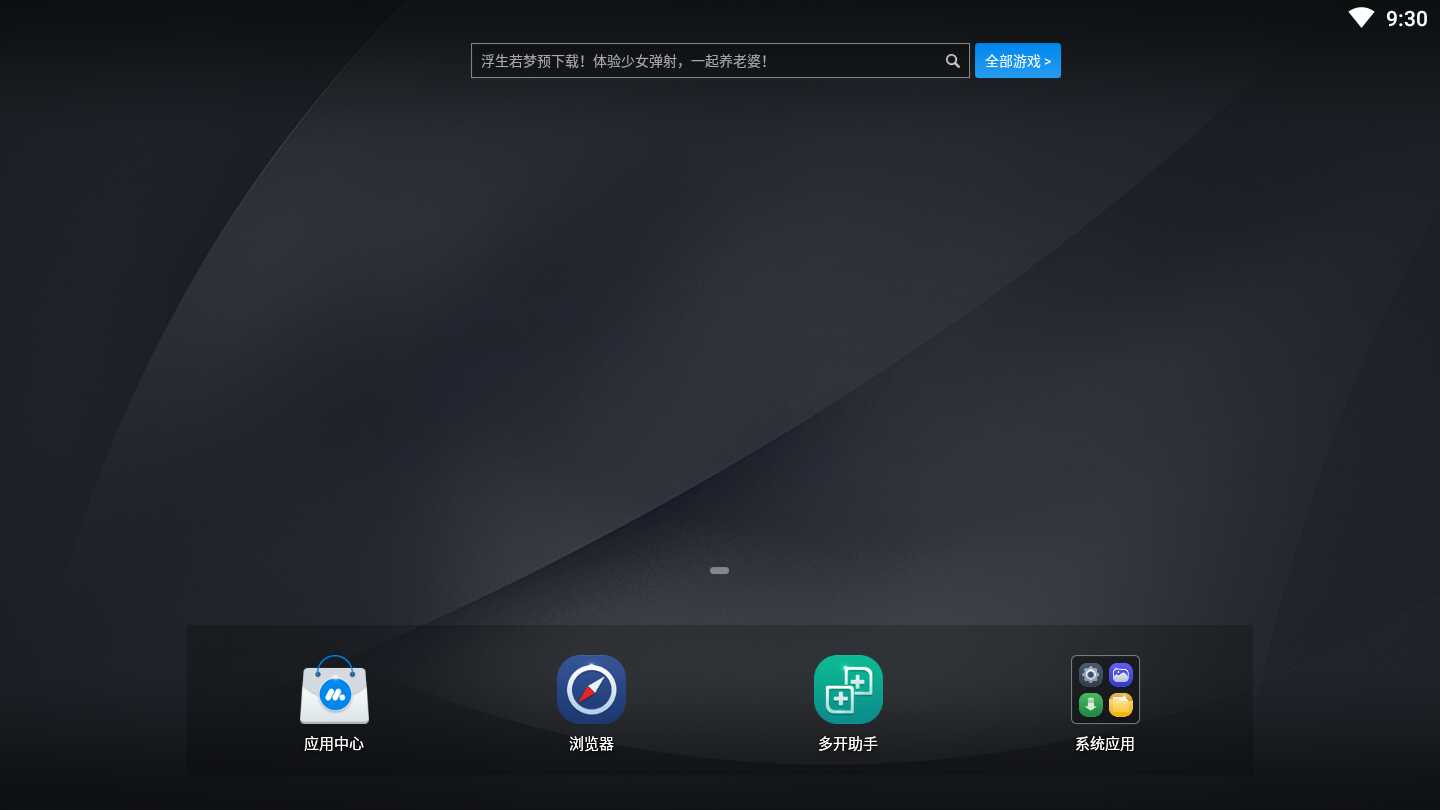 9:30
浮生若梦预下载！体验少女弹射，一起养老婆！
全部游戏 >
应用中心
浏览器
多开助手
系统应用